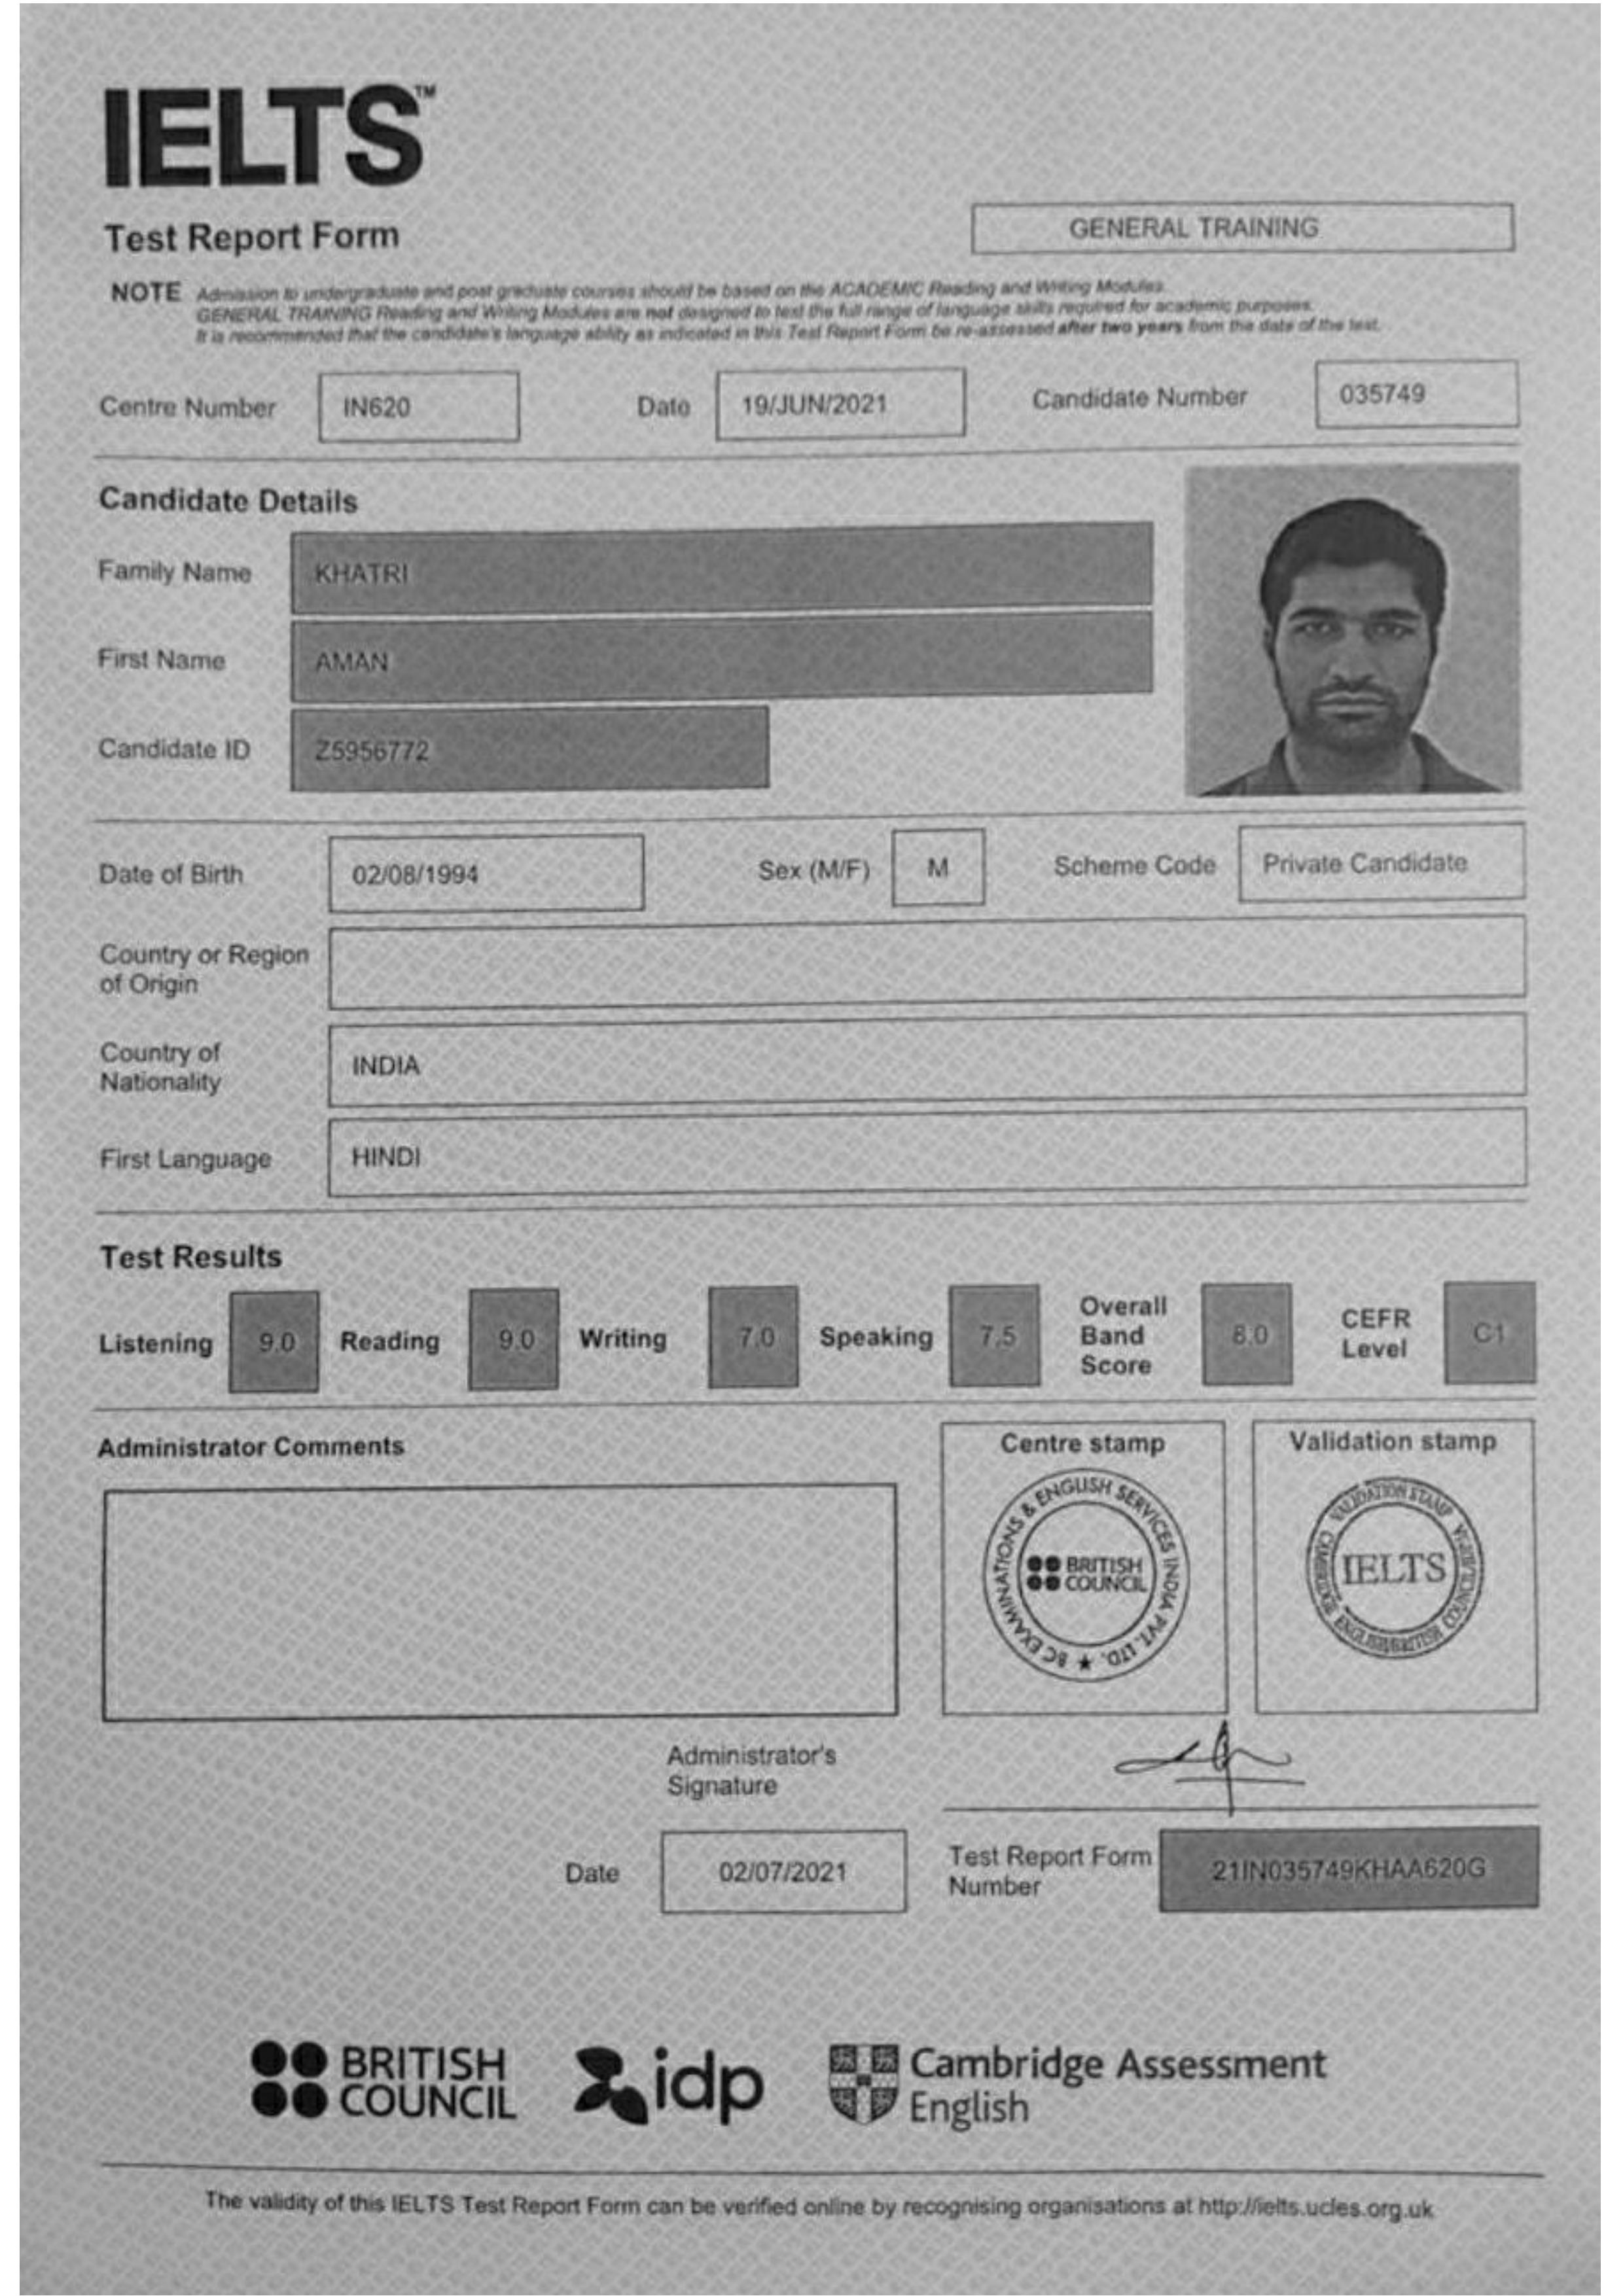 IELTS™
Test Report Form
GENERAL TRAINING
NOTE Admission to undergraduate and post graduate courses should be based on the ACADEMIC Reading and Writing Modules.
GENERAL TRAINING Reading and Writing Modules are not designed to test the full range of language skills required for academic purposes.
It is recommended that the candidate's language ability as indicated in this Test Report Form be re-assessed after two years from the date of the test.
Centre Number IN620 Date 19/JUN/2021 Candidate Number 035749
Candidate Details
Family Name KHATRI
First Name AMAN
Candidate ID Z5956772
Date of Birth 02/08/1994 Sex (M/F) M Scheme Code Private Candidate
Country or Region
of Origin
Country of
Nationality
INDIA
First Language HINDI
Test Results
Listening 9.0 Reading 9.0 Writing 7.0 Speaking 7.5
Overall
Band
Score
8.0
CEFR
Level
C1
Administrator Comments
Centre stamp
BC EXAMINATIONS & ENGLISH SERVICES INDIA PVT. LTD.
BRITISH
COUNCIL
Validation stamp
VALIDATION STAMP
IELTS
Administrator's
Signature
Date 02/07/2021
Test Report Form
Number
21IN035749KHAA620G
BRITISH
COUNCIL
idp
Cambridge Assessment
English
The validity of this IELTS Test Report Form can be verified online by recognising organisations at http://ielts.ucles.org.uk